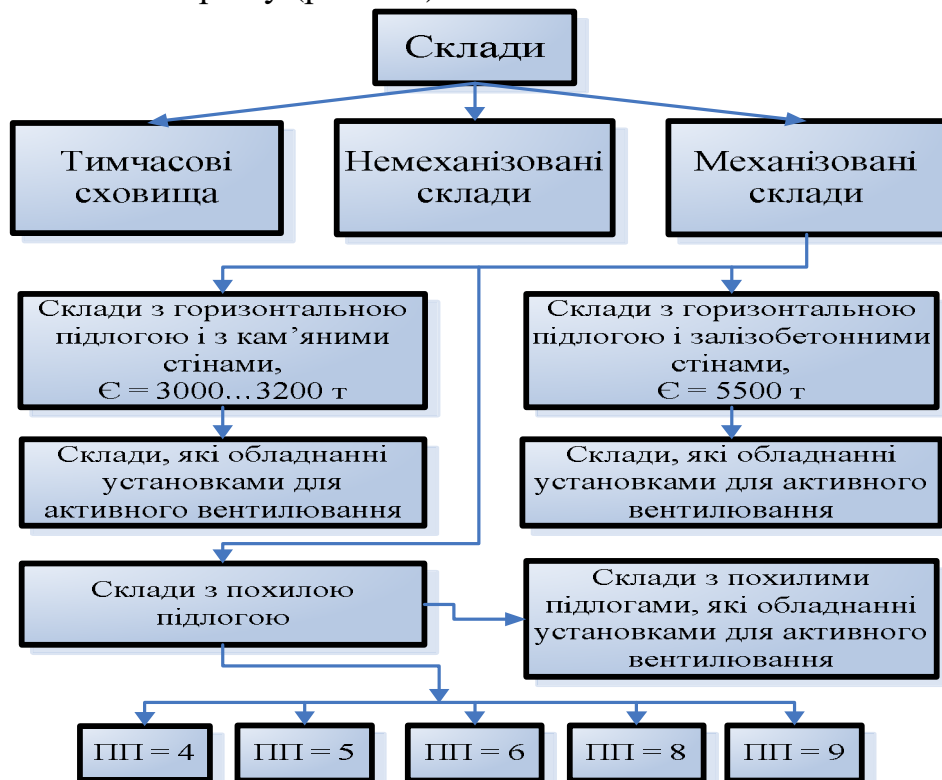 Склади
Тимчасові
сховища
Немеханізовані
склади
Механізовані
склади
Склади з горизонтальною
підлогою і з кам’яними
стінами,
Є = 3000…3200 т
Склади з горизонтальною
підлогою і залізобетонними
стінами,
Є = 5500 т
Склади, які обладнанні
установками для
активного вентилювання
Склади, які обладнанні
установками для активного
вентилювання
Склади з похилою
підлогою
Склади з похилими
підлогами, які обладнанні
установками для активного
вентилювання
ПП = 4
ПП = 5
ПП = 6
ПП = 8
ПП = 9